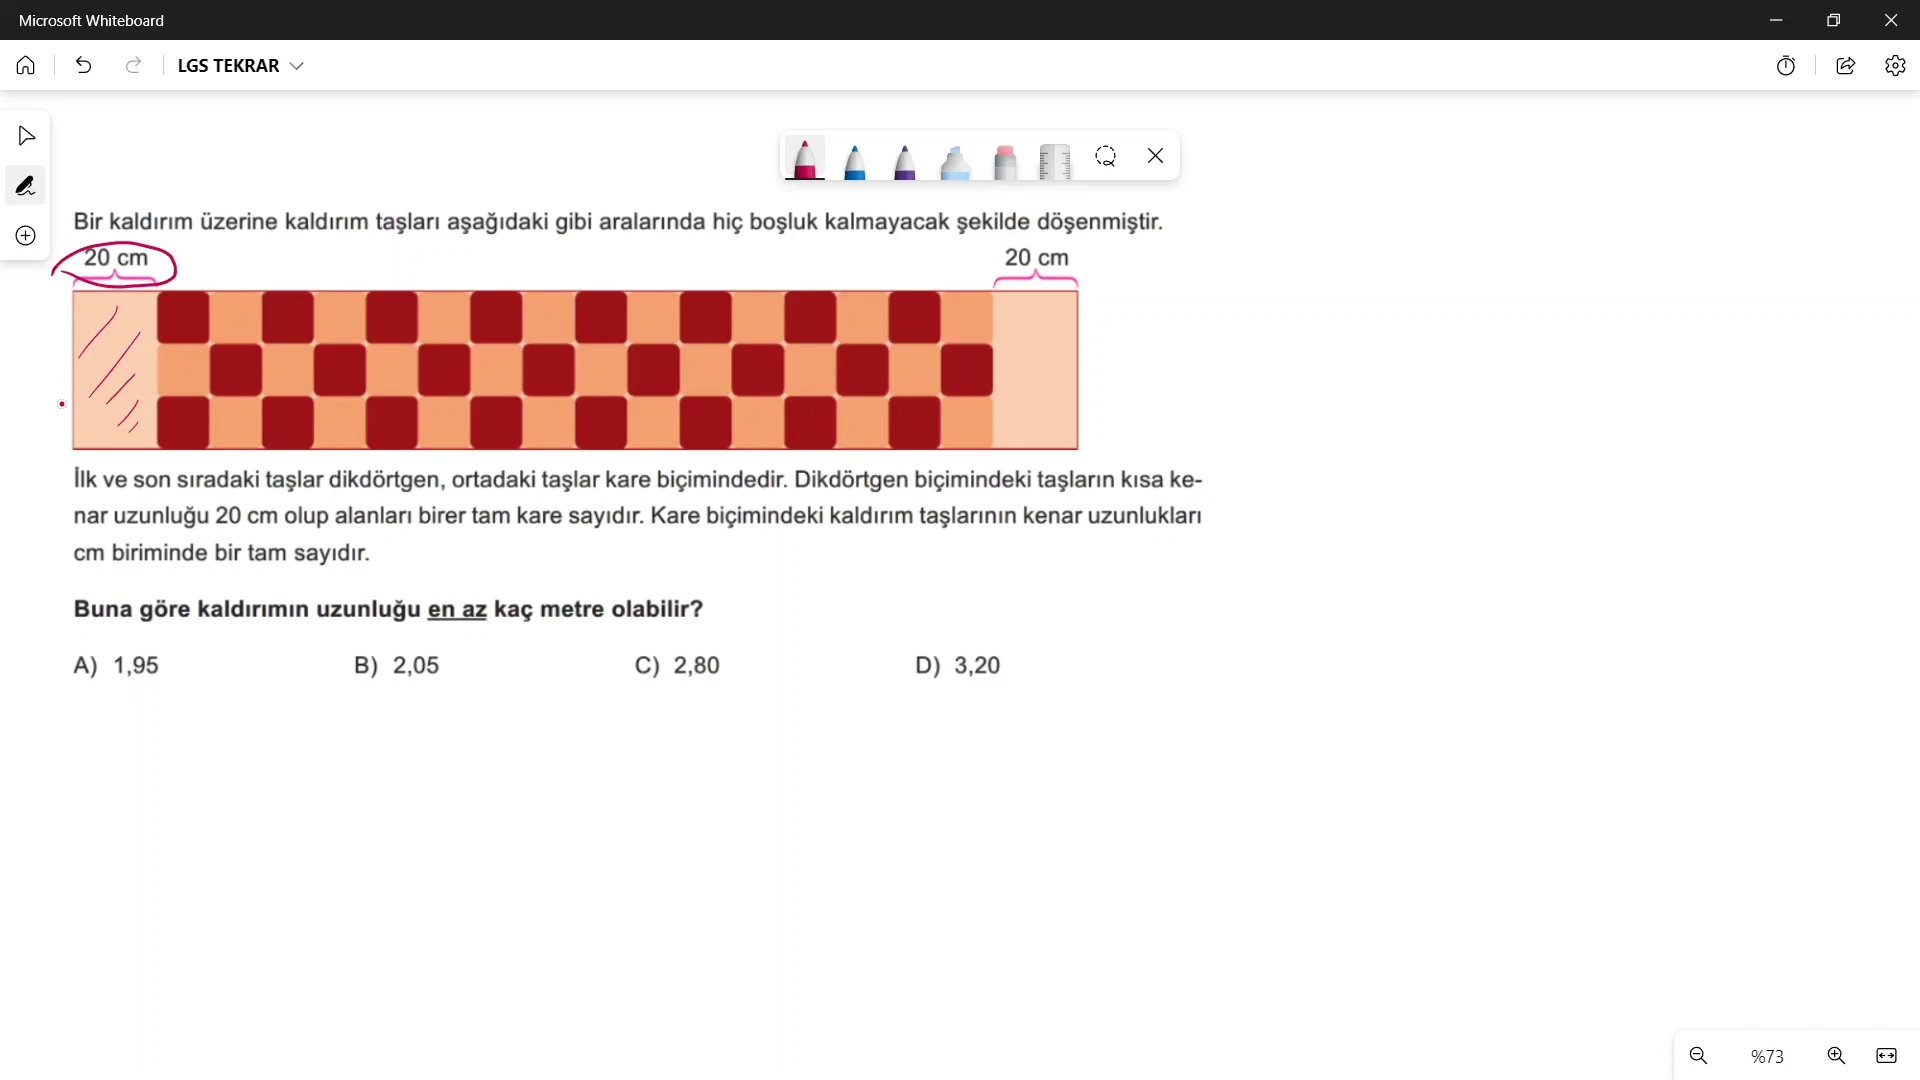 Microsoft Whiteboard
LGS TEKRAR
Bir kaldırım üzerine kaldırım taşları aşağıdaki gibi aralarında hiç boşluk kalmayacak şekilde döşenmiştir.
20 cm
20 cm
İlk ve son sıradaki taşlar dikdörtgen, ortadaki taşlar kare biçimindedir. Dikdörtgen biçimindeki taşların kısa ke-
nar uzunluğu 20 cm olup alanları birer tam kare sayıdır. Kare biçimindeki kaldırım taşlarının kenar uzunlukları
cm biriminde bir tam sayıdır.
Buna göre kaldırımın uzunluğu en az kaç metre olabilir?
A) 1,95 B) 2,05 C) 2,80 D) 3,20
%73